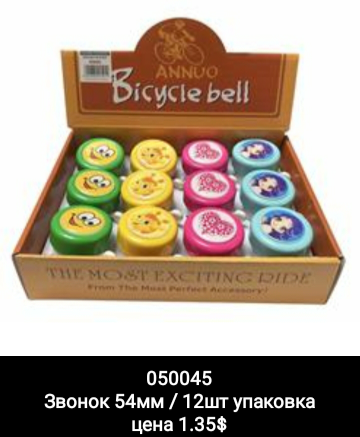 ANNUO
Bicycle bell
THE MOST EXCITING RIDE
From The Most Perfect Accessory!
050045
Звонок 54мм / 12шт упаковка
цена 1.35$